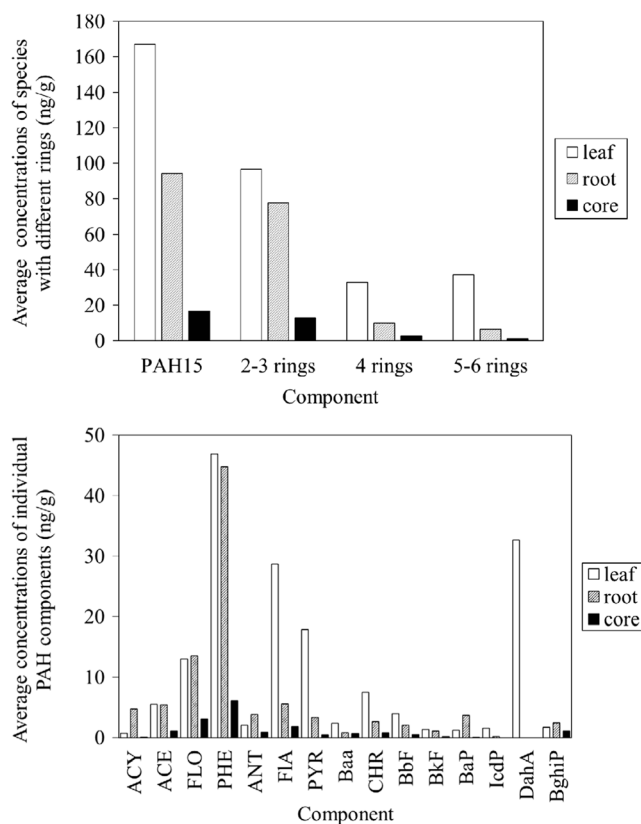 Average concentrations of species
with different rings (ng/g)
180
160
140
120
100
80
60
40
20
0
PAH15 2-3 rings 4 rings 5-6 rings
Component
leaf
root
core
Average concentrations of individual
PAH components (ng/g)
50
40
30
20
10
0
ACY ACE FLO PHE ANT FlA PYR Baa CHR BbF BkF BaP IcdP DahA BghiP
Component
leaf
root
core